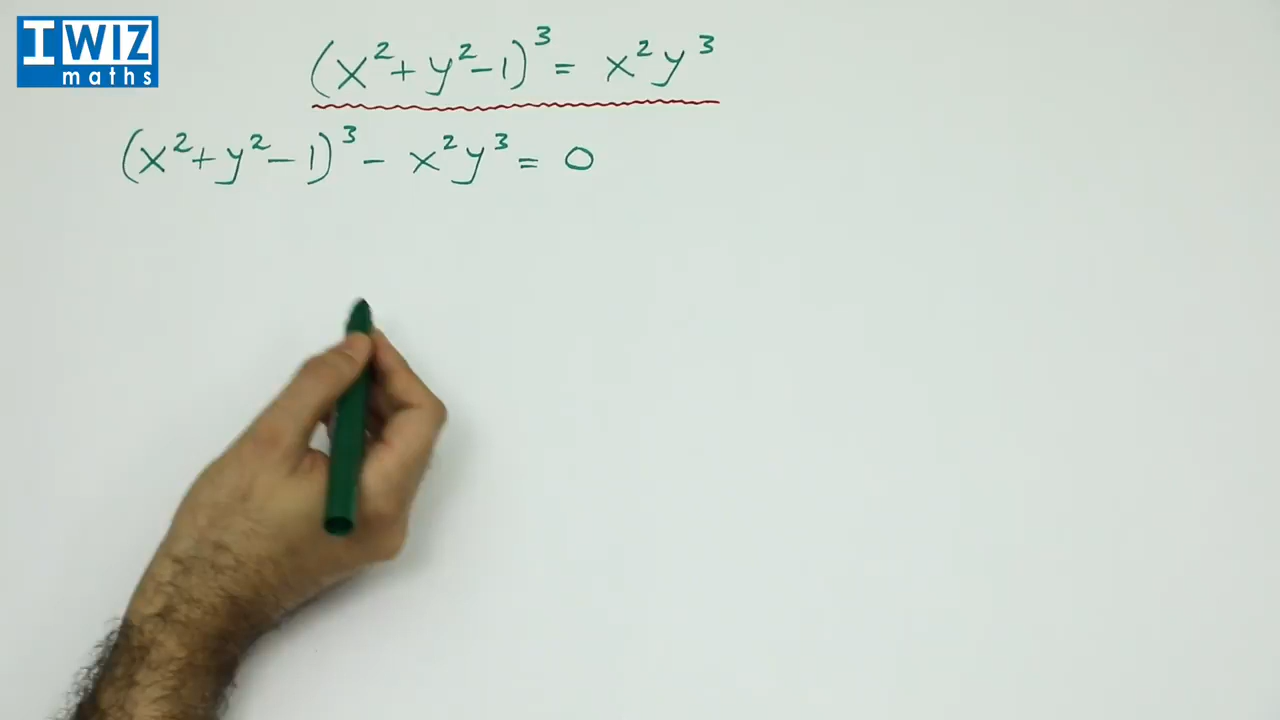 IWIZ
maths
(x²+y²-1)³ = x²y³
(x²+y²-1)³ - x²y³ = 0